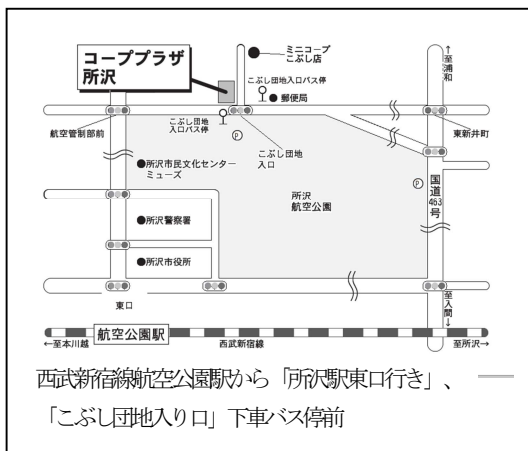 コーププラザ
所沢
ミニコープ
こぶし店
こぶし団地入口バス停
郵便局
↑至浦和
航空管制部前
こぶし団地
入口バス停
P
こぶし団地
入口
東新井町
所沢市民文化センター
ミューズ
所沢
航空公園
P
国道463号
所沢警察署
所沢市役所
東口
至入間↓
航空公園駅
←至本川越
西武新宿線
至所沢→
西武新宿線航空公園駅から「所沢駅東口行き」、
「こぶし団地入り口」下車バス停前